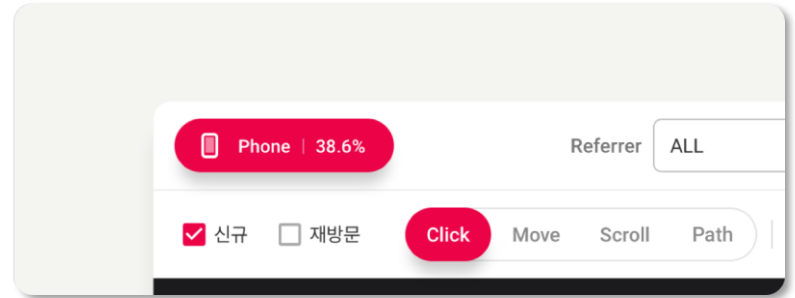 Phone | 38.6% Referrer ALL
신규 재방문 Click Move Scroll Path